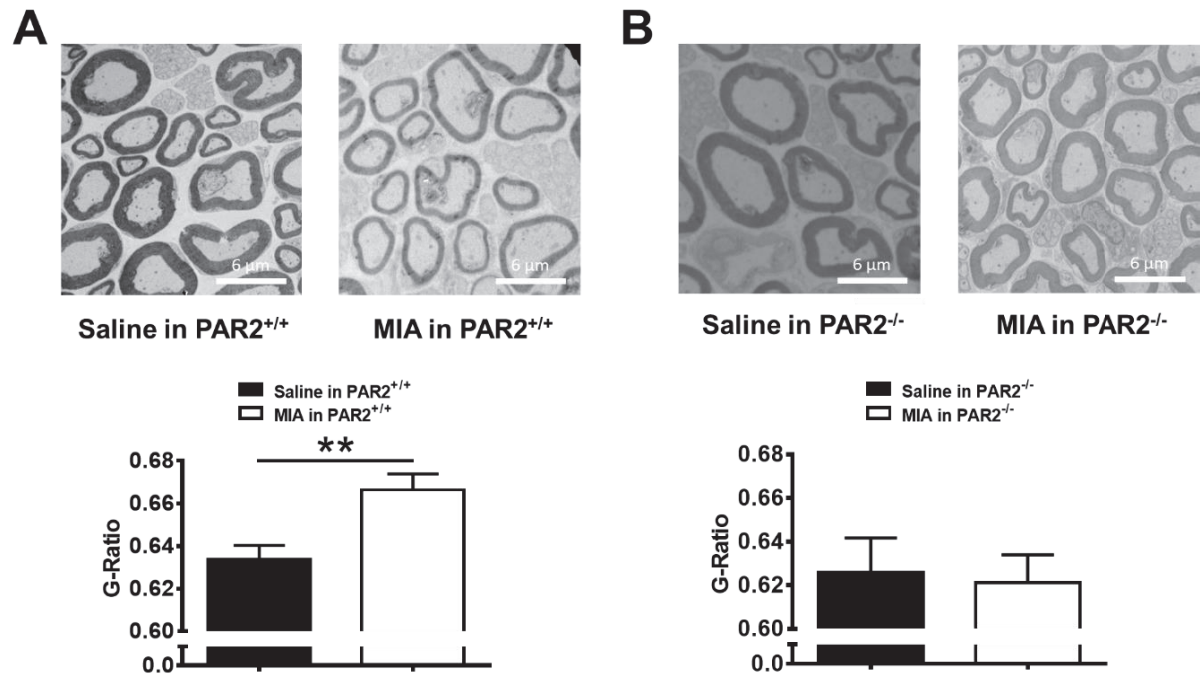 A
B
6 µm
6 µm
6 µm
6 µm
Saline in PAR2+/+
MIA in PAR2+/+
Saline in PAR2-/-
MIA in PAR2-/-
Saline in PAR2+/+
MIA in PAR2+/+
**
0.68
0.66
0.64
0.62
0.60
0.0
G-Ratio
Saline in PAR2-/-
MIA in PAR2-/-
0.68
0.66
0.64
0.62
0.60
0.0
G-Ratio